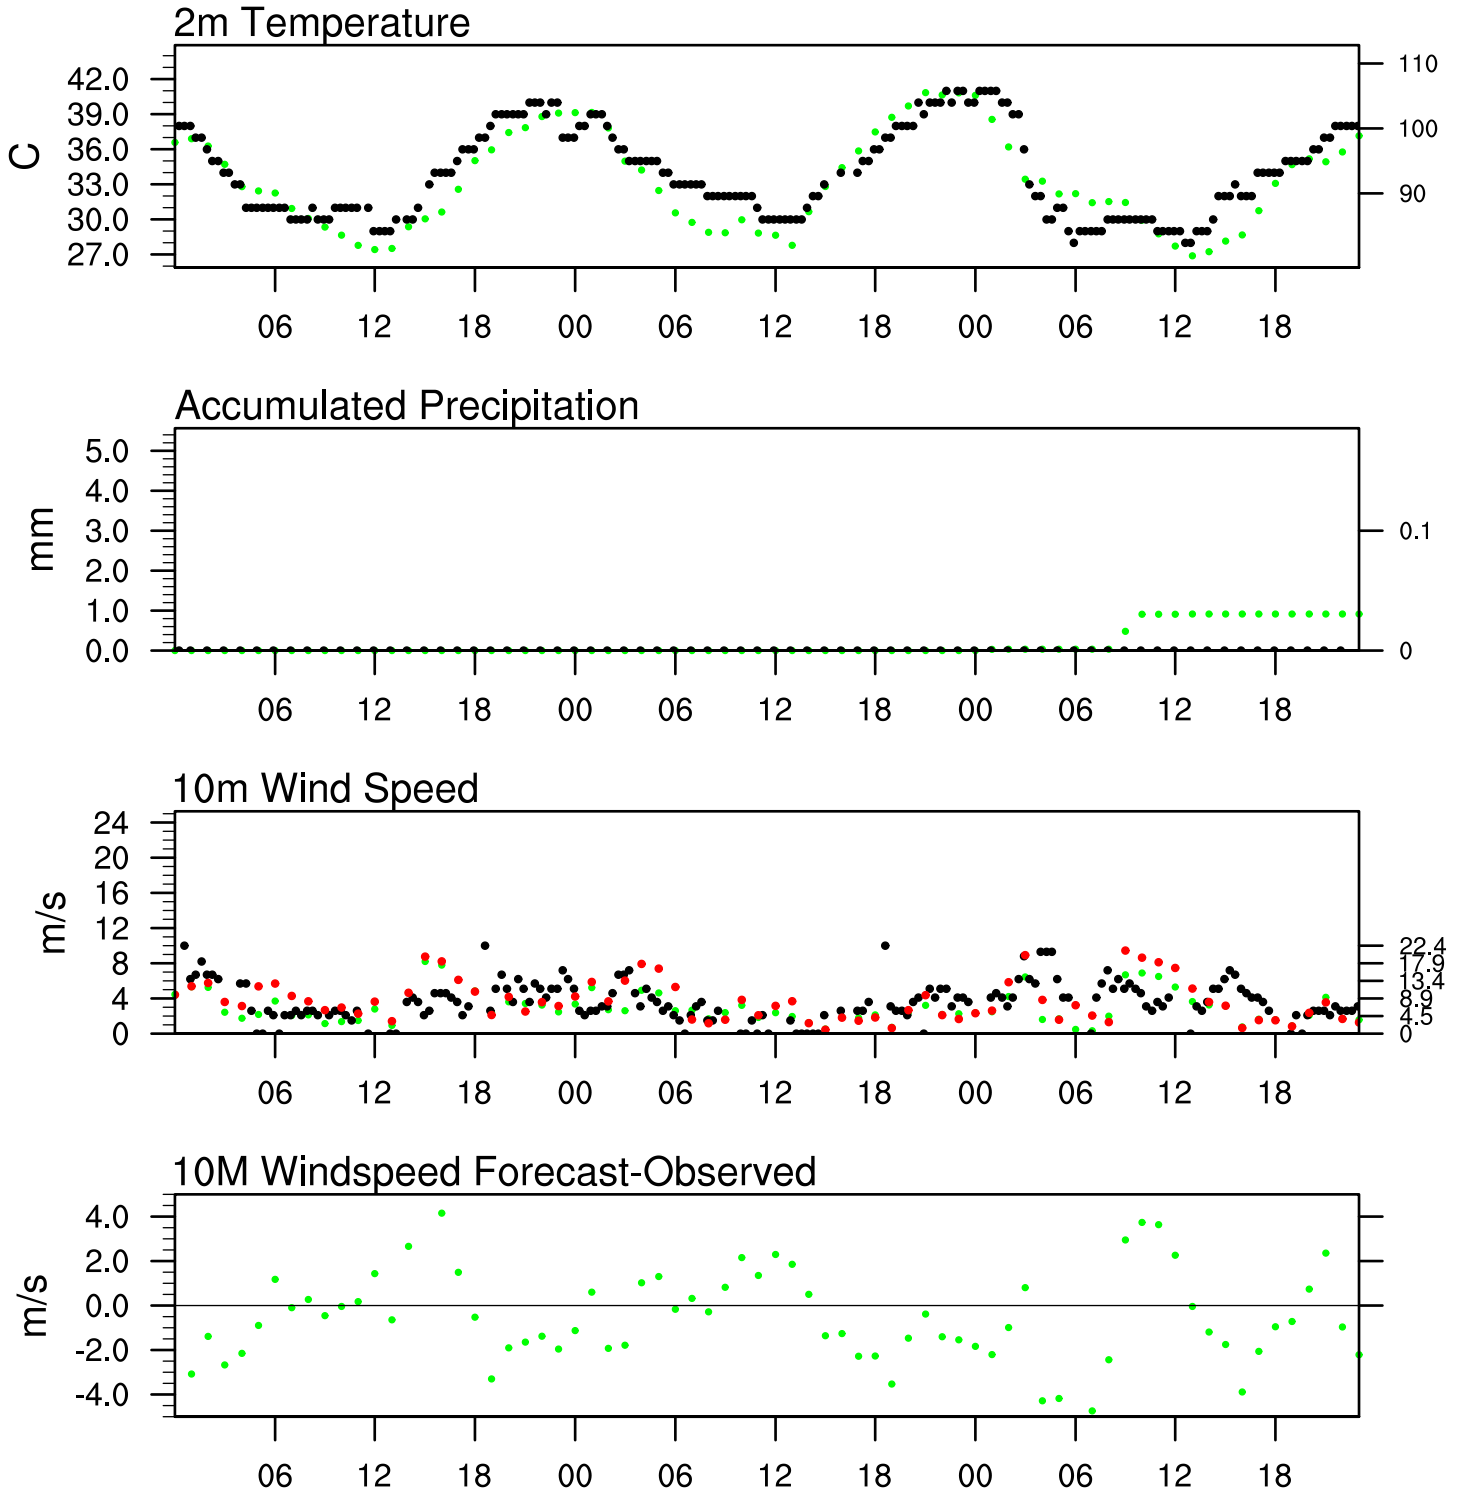 2m Temperature
C
42.0
39.0
36.0
33.0
30.0
27.0
110
100
90
06 12 18 00 06 12 18 00 06 12 18
Accumulated Precipitation
mm
5.0
4.0
3.0
2.0
1.0
0.0
0.1
0
06 12 18 00 06 12 18 00 06 12 18
10m Wind Speed
m/s
24
20
16
12
8
4
0
22.4
17.9
13.4
8.9
4.5
0
06 12 18 00 06 12 18 00 06 12 18
10M Windspeed Forecast-Observed
m/s
4.0
2.0
0.0
-2.0
-4.0
06 12 18 00 06 12 18 00 06 12 18